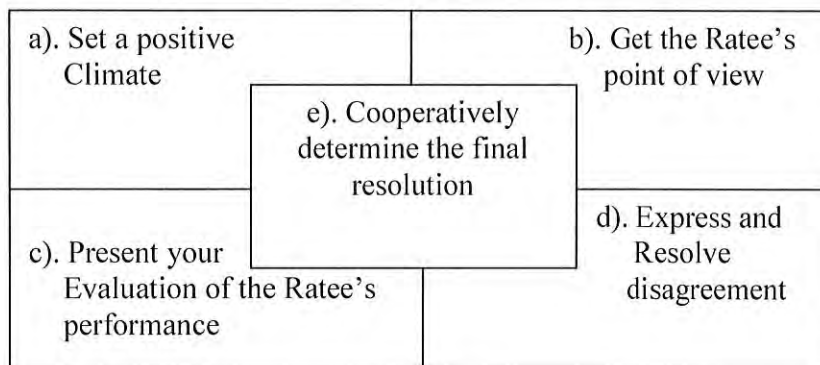 a). Set a positive
Climate
b). Get the Ratee's
point of view
e). Cooperatively
determine the final
resolution
c). Present your
Evaluation of the Ratee's
performance
d). Express and
Resolve
disagreement